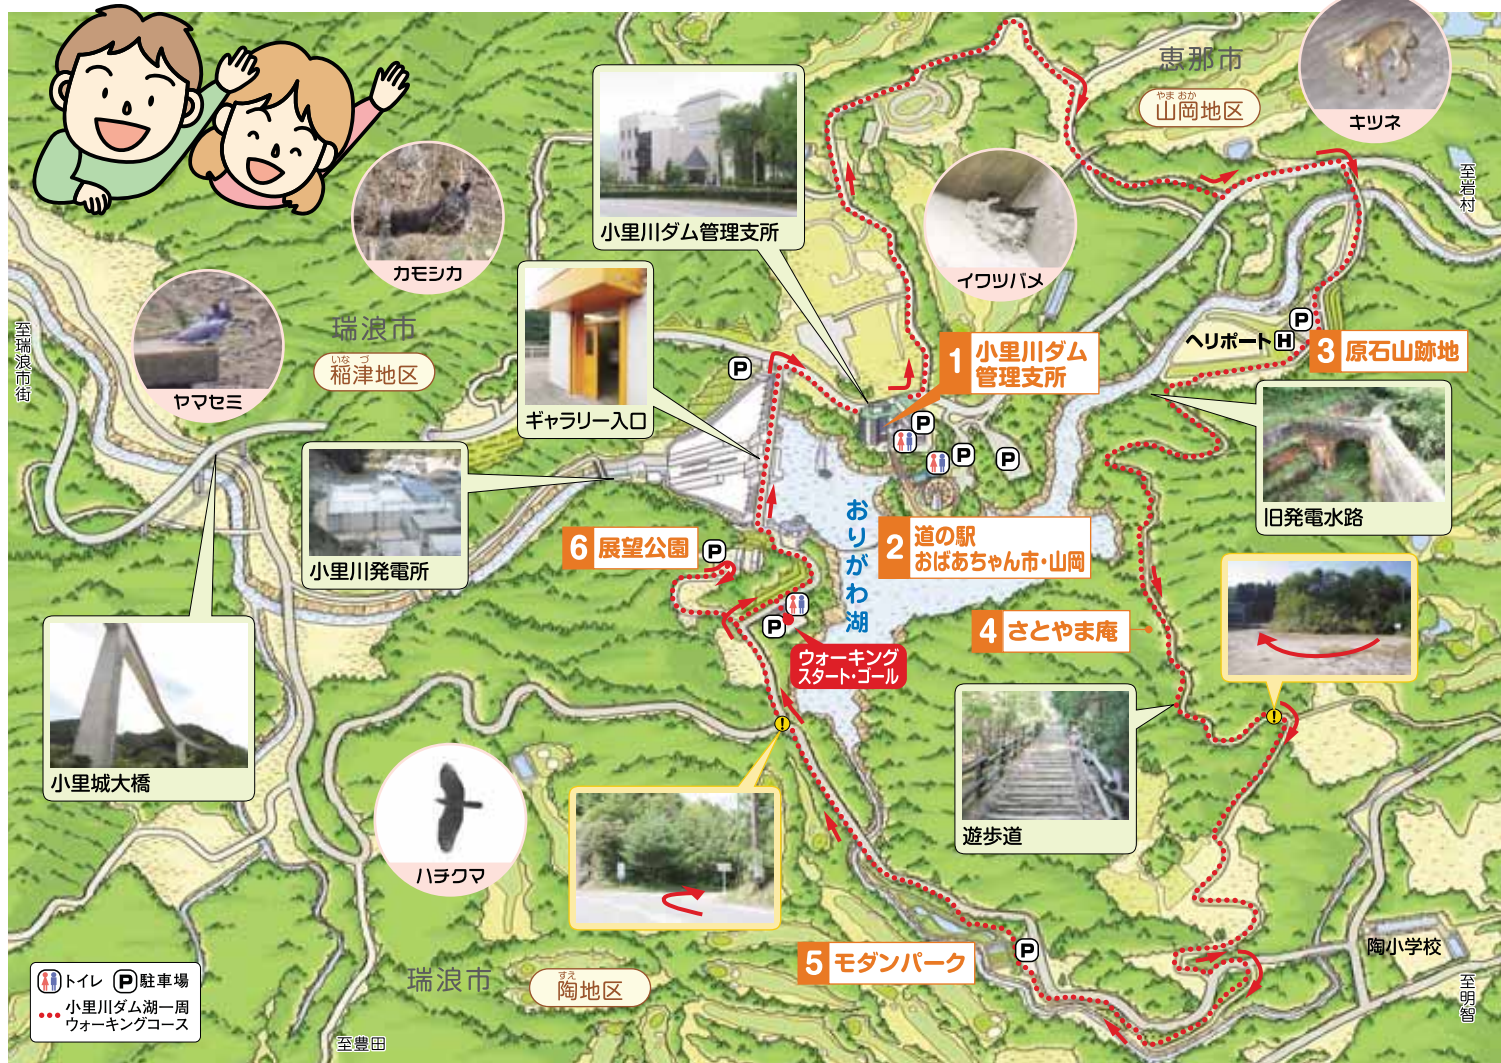 恵那市
やま おか
山岡地区
キツネ
至岩村
小里川ダム管理支所
イワツバメ
カモシカ
ヤマセミ
至瑞浪市街
瑞浪市
いな づ
稲津地区
ギャラリー入口
P
1 小里川ダム
管理支所
ヘリポート H
P
3 原石山跡地
旧発電水路
P
P
P
小里川発電所
おりがわ湖
2 道の駅
おばあちゃん市・山岡
6 展望公園
P
P
ウォーキング
スタート・ゴール
4 さとやま庵
!
!
小里城大橋
遊歩道
ハチクマ
5 モダンパーク
P
陶小学校
瑞浪市
すえ
陶地区
至明智
至豊田
トイレ P 駐車場
小里川ダム湖一周
ウォーキングコース